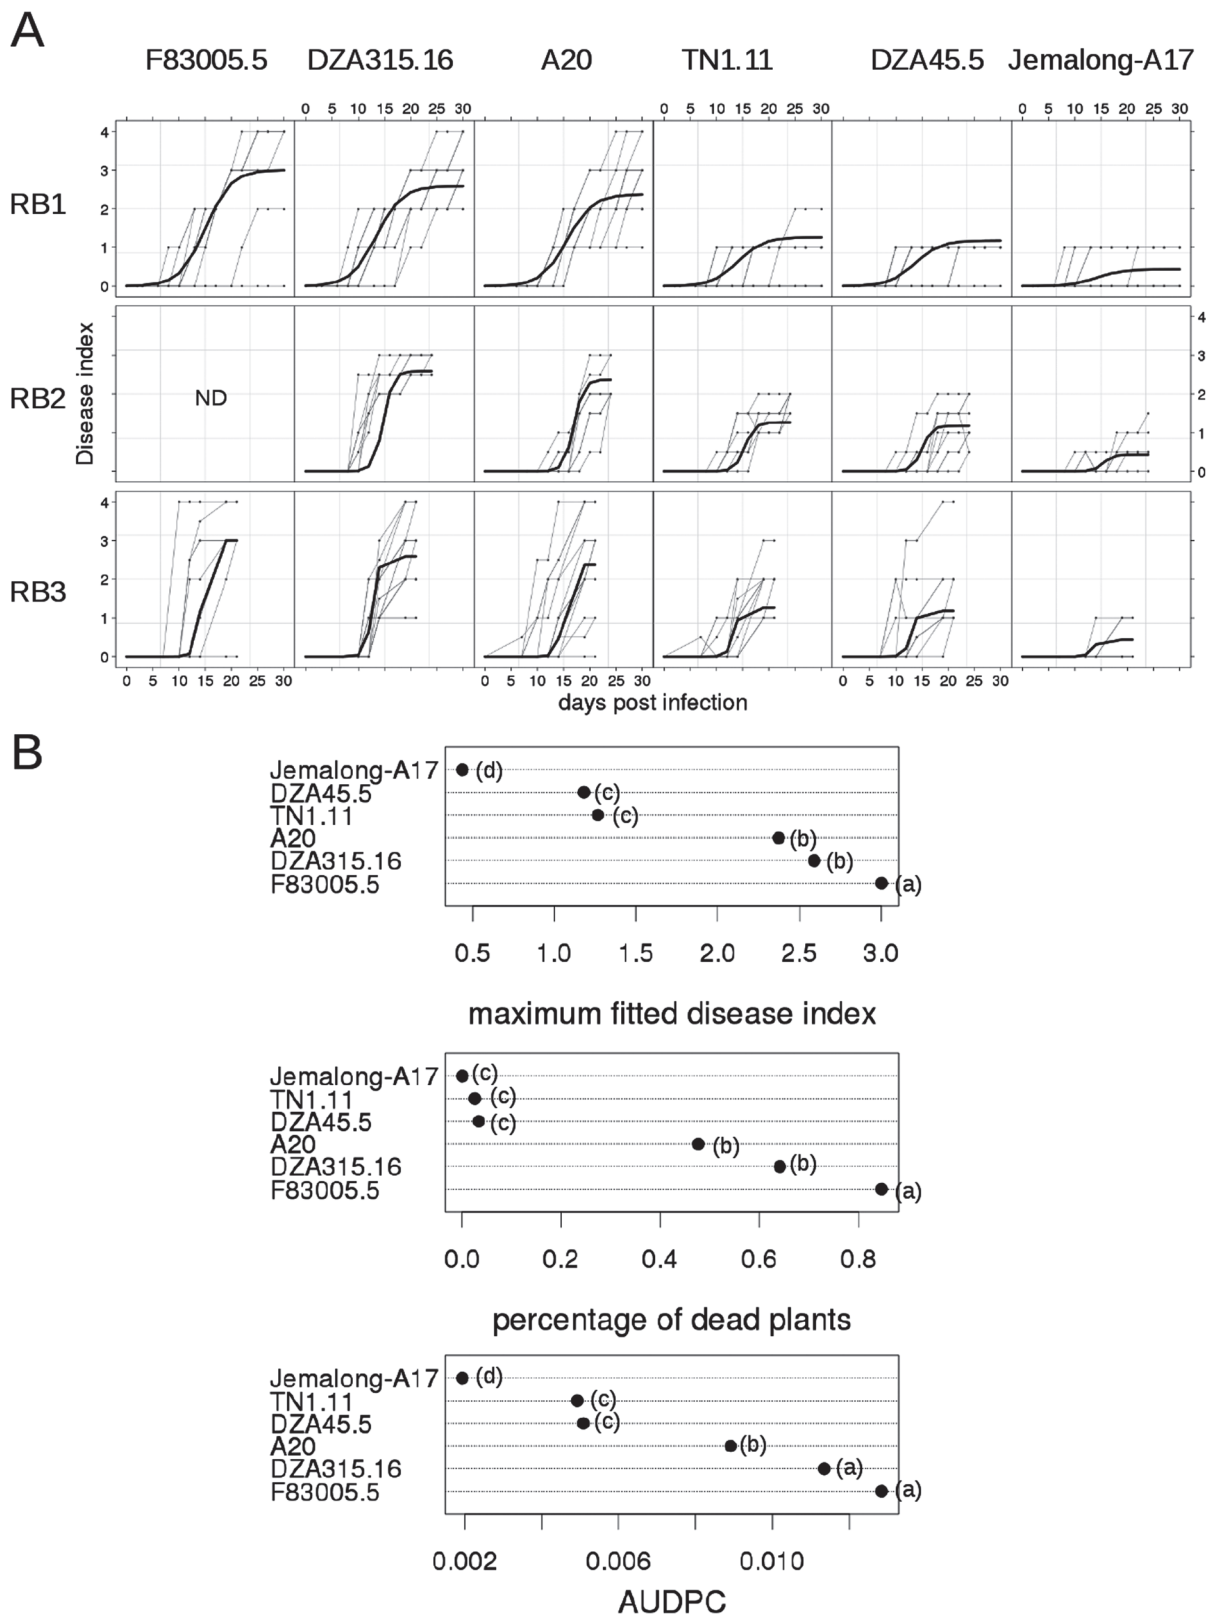 A
F83005.5 DZA315.16 A20 TN1.11 DZA45.5 Jemalong-A17
0 5 10 15 20 25 30 0 5 10 15 20 25 30 0 5 10 15 20 25 30
RB1
4
3
2
1
0
RB2
ND
4
3
2
1
0
Disease index
RB3
4
3
2
1
0
0 5 10 15 20 25 30 0 5 10 15 20 25 30 0 5 10 15 20 25 30
days post infection
B
Jemalong-A17 (d)
DZA45.5 (c)
TN1.11 (c)
A20 (b)
DZA315.16 (b)
F83005.5 (a)
0.5 1.0 1.5 2.0 2.5 3.0
maximum fitted disease index
Jemalong-A17 (c)
TN1.11 (c)
DZA45.5 (c)
A20 (b)
DZA315.16 (b)
F83005.5 (a)
0.0 0.2 0.4 0.6 0.8
percentage of dead plants
Jemalong-A17 (d)
TN1.11 (c)
DZA45.5 (c)
A20 (b)
DZA315.16 (a)
F83005.5 (a)
0.002 0.006 0.010
AUDPC